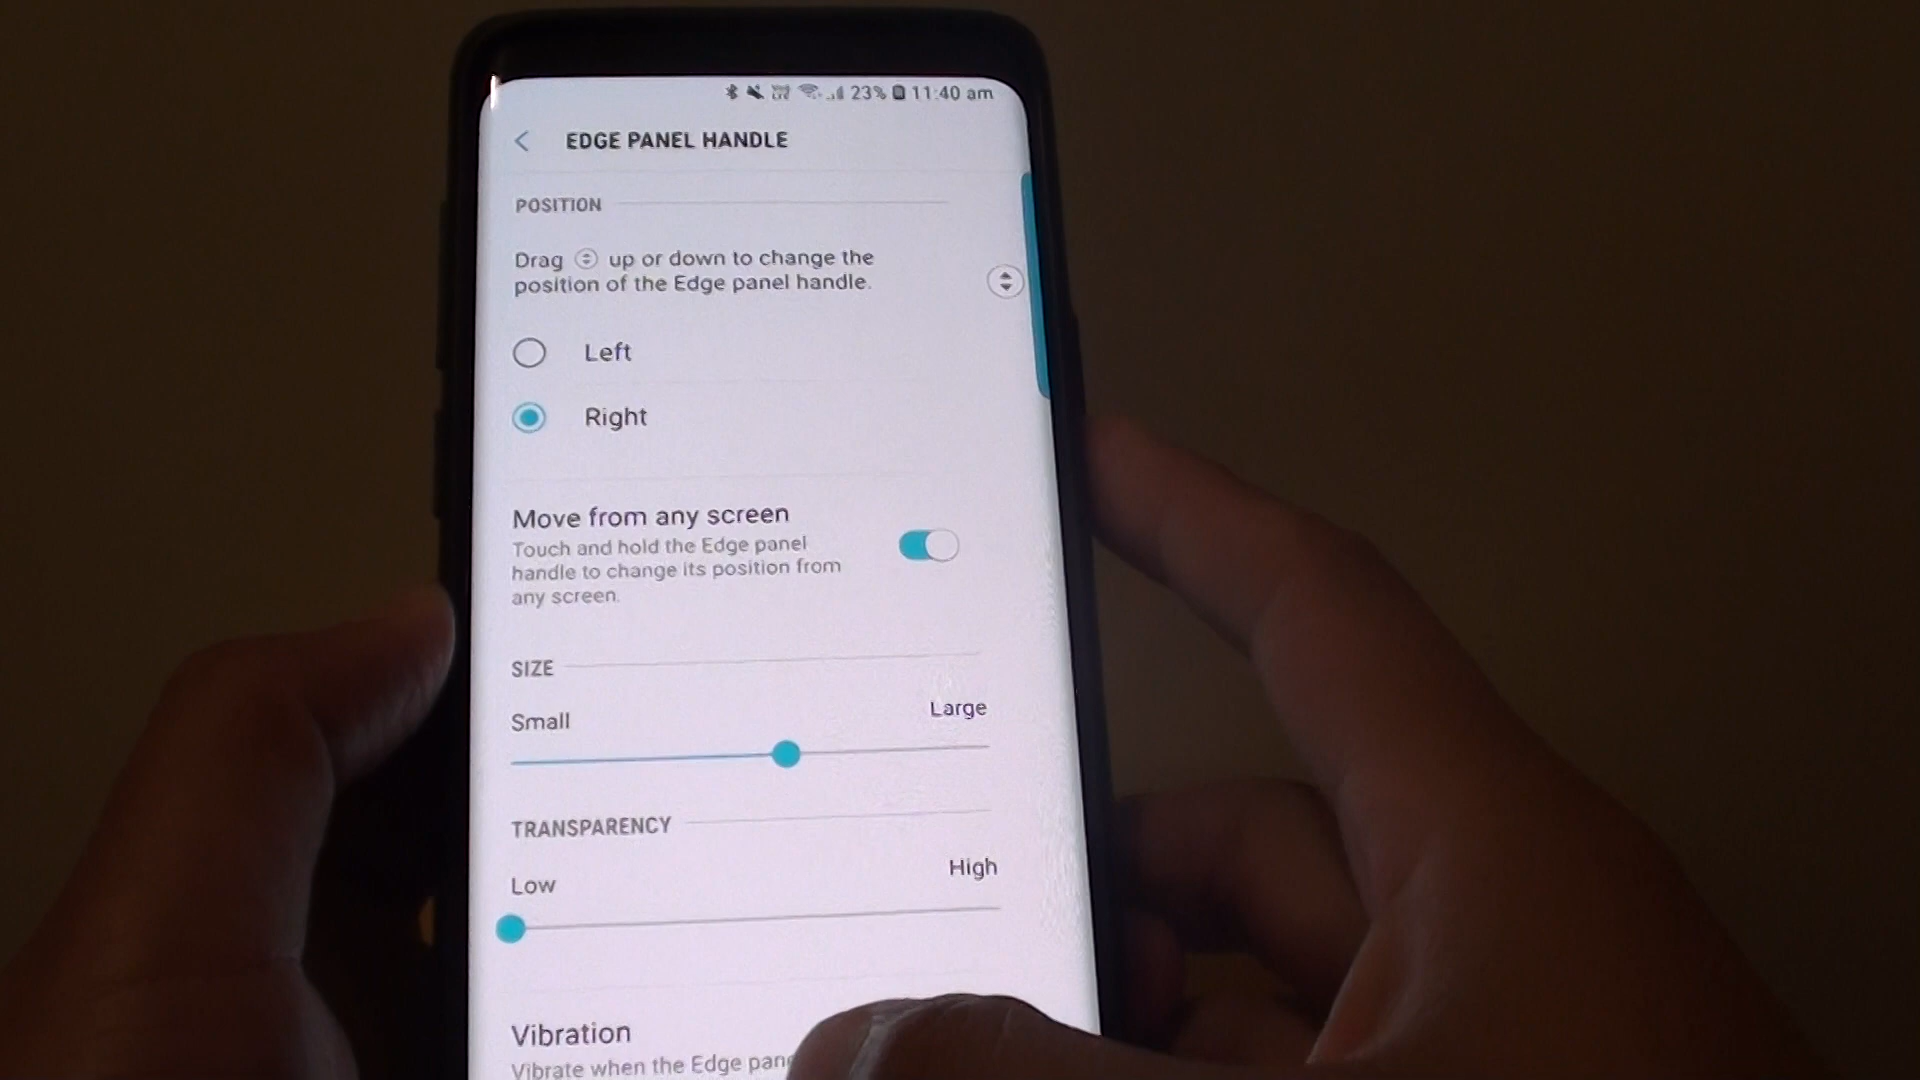 23% 11:40 am
EDGE PANEL HANDLE
POSITION
Drag up or down to change the
position of the Edge panel handle.
Left
Right
Move from any screen
Touch and hold the Edge panel
handle to change its position from
any screen.
SIZE
Small
Large
TRANSPARENCY
Low
High
Vibration
Vibrate when the Edge pane